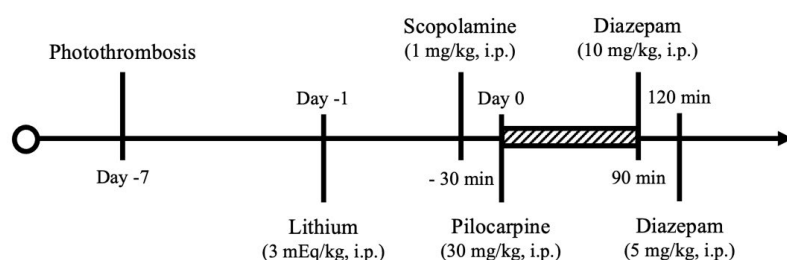 Photothrombosis
Day -7
Day -1
Lithium
(3 mEq/kg, i.p.)
Scopolamine
(1 mg/kg, i.p.)
- 30 min
Day 0
Pilocarpine
(30 mg/kg, i.p.)
Diazepam
(10 mg/kg, i.p.)
90 min
120 min
Diazepam
(5 mg/kg, i.p.)